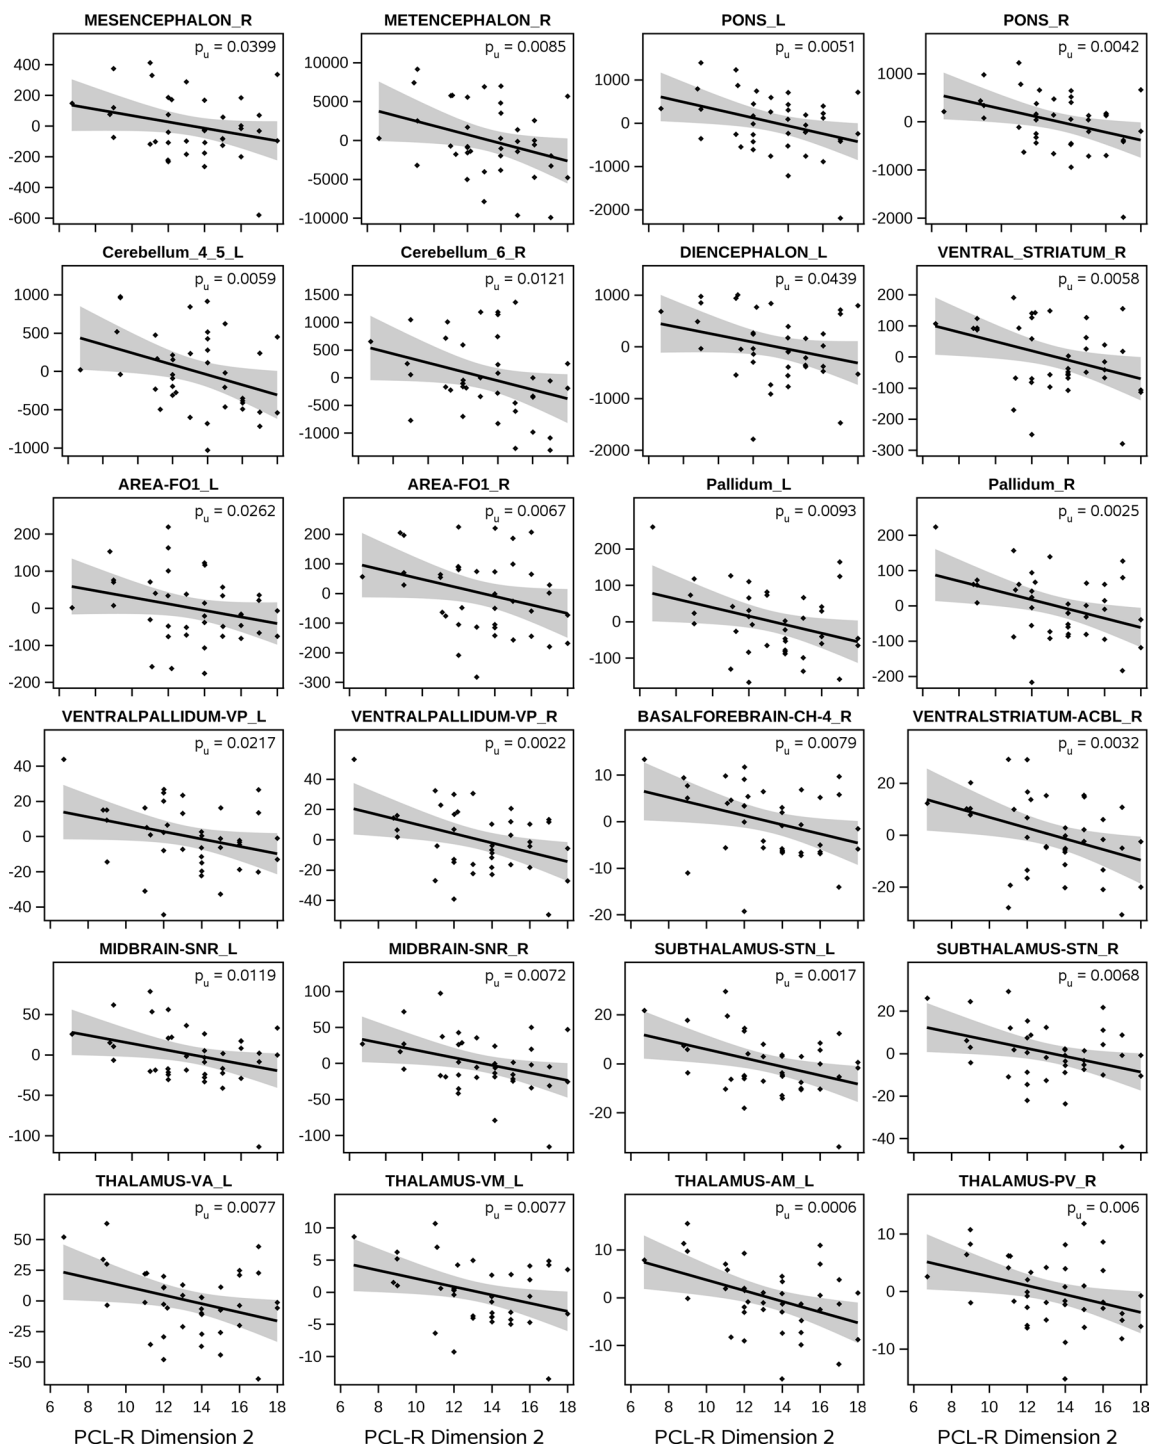 MESENCEPHALON_R METENCEPHALON_R PONS_L PONS_R
pu = 0.0399 pu = 0.0085 pu = 0.0051 pu = 0.0042
400 200 0 -200 -400 -600
10000 5000 0 -5000 -10000
1000 0 -1000 -2000
1000 0 -1000 -2000
Cerebellum_4_5_L Cerebellum_6_R DIENCEPHALON_L VENTRAL_STRIATUM_R
pu = 0.0059 pu = 0.0121 pu = 0.0439 pu = 0.0058
1000 500 0 -500 -1000
1500 1000 500 0 -500 -1000
1000 0 -1000 -2000
200 100 0 -100 -200 -300
AREA-FO1_L AREA-FO1_R Pallidum_L Pallidum_R
pu = 0.0262 pu = 0.0067 pu = 0.0093 pu = 0.0025
200 100 0 -100 -200
200 100 0 -100 -200 -300
200 100 0 -100
200 100 0 -100 -200
VENTRALPALLIDUM-VP_L VENTRALPALLIDUM-VP_R BASALFOREBRAIN-CH-4_R VENTRALSTRIATUM-ACBL_R
pu = 0.0217 pu = 0.0022 pu = 0.0079 pu = 0.0032
40 20 0 -20 -40
40 20 0 -20 -40
10 0 -10 -20
20 0 -20
MIDBRAIN-SNR_L MIDBRAIN-SNR_R SUBTHALAMUS-STN_L SUBTHALAMUS-STN_R
pu = 0.0119 pu = 0.0072 pu = 0.0017 pu = 0.0068
50 0 -50 -100
100 50 0 -50 -100
20 0 -20
20 0 -20 -40
THALAMUS-VA_L THALAMUS-VM_L THALAMUS-AM_L THALAMUS-PV_R
pu = 0.0077 pu = 0.0077 pu = 0.0006 pu = 0.006
50 25 0 -25 -50
10 5 0 -5 -10
10 0 -10
10 0 -10
6 8 10 12 14 16 18 6 8 10 12 14 16 18 6 8 10 12 14 16 18 6 8 10 12 14 16 18
PCL-R Dimension 2 PCL-R Dimension 2 PCL-R Dimension 2 PCL-R Dimension 2